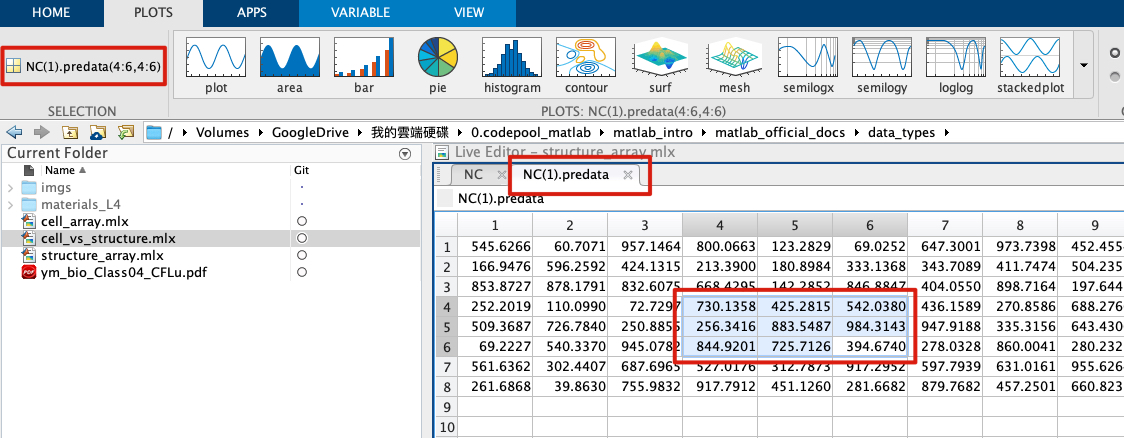 HOME PLOTS APPS VARIABLE VIEW
NC(1).predata(4:6,4:6)
plot area bar pie histogram contour surf mesh semilogx semilogy loglog stackedplot
SELECTION PLOTS: NC(1).predata(4:6,4:6)
/ ▸ Volumes ▸ GoogleDrive ▸ 我的雲端硬碟 ▸ 0.codepool_matlab ▸ matlab_intro ▸ matlab_official_docs ▸ data_types ▸
Current Folder
Live Editor - structure_array.mlx
Name Git
NC NC(1).predata
imgs
NC(1).predata
materials_L4
cell_array.mlx
cell_vs_structure.mlx
structure_array.mlx
ym_bio_Class04_CFLu.pdf
PDF
1 2 3 4 5 6 7 8 9
1 545.6266 60.7071 957.1464 800.0663 123.2829 69.0252 647.3001 973.7398 452.455
2 166.9476 596.2592 424.1315 213.3900 180.8984 333.1368 343.7089 411.7474 504.235
3 853.8727 878.1791 832.6075 668.4295 142.2852 846.8847 404.0550 898.7164 197.644
4 252.2019 110.0990 72.7297 730.1358 425.2815 542.0380 436.1589 270.8586 688.276
5 509.3687 726.7840 250.8855 256.3416 883.5487 984.3143 947.9188 335.3156 643.430
6 69.2227 540.3370 945.0782 844.9201 725.7126 394.6740 278.0328 860.0041 280.232
7 561.6362 302.4407 687.6965 527.0176 312.7873 917.2952 597.7939 631.0161 955.626
8 261.6868 39.8630 755.9832 917.7912 451.1260 281.6682 879.7682 457.2501 660.823
9
10